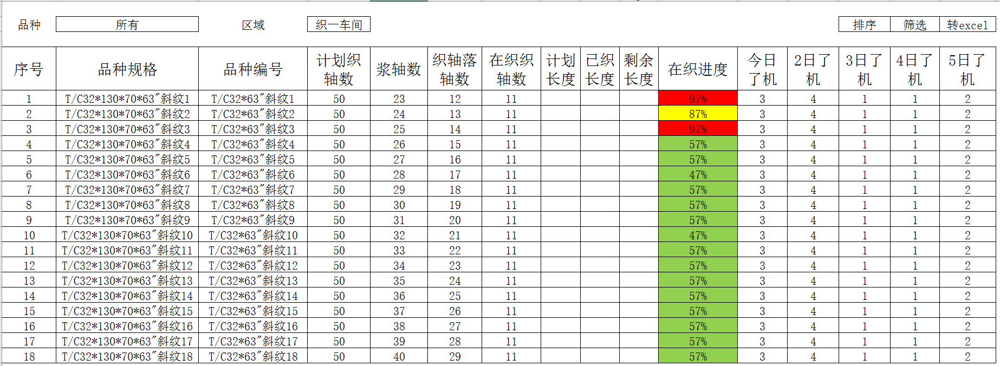 品种 所有 区域 织一车间 排序 筛选 转excel
序号 品种规格 品种编号 计划织轴数 浆轴数 织轴落轴数 在织织轴数 计划长度 已织长度 剩余长度 在织进度 今日了机 2日了机 3日了机 4日了机 5日了机
1 T/C32*130*70*63"斜纹1 T/C32*63"斜纹1 50 23 12 11 97% 3 4 1 1 2
2 T/C32*130*70*63"斜纹2 T/C32*63"斜纹2 50 24 13 11 87% 3 4 1 1 2
3 T/C32*130*70*63"斜纹3 T/C32*63"斜纹3 50 25 14 11 97% 3 4 1 1 2
4 T/C32*130*70*63"斜纹4 T/C32*63"斜纹4 50 26 15 11 57% 3 4 1 1 2
5 T/C32*130*70*63"斜纹5 T/C32*63"斜纹5 50 27 16 11 57% 3 4 1 1 2
6 T/C32*130*70*63"斜纹6 T/C32*63"斜纹6 50 28 17 11 47% 3 4 1 1 2
7 T/C32*130*70*63"斜纹7 T/C32*63"斜纹7 50 29 18 11 57% 3 4 1 1 2
8 T/C32*130*70*63"斜纹8 T/C32*63"斜纹8 50 30 19 11 57% 3 4 1 1 2
9 T/C32*130*70*63"斜纹9 T/C32*63"斜纹9 50 31 20 11 57% 3 4 1 1 2
10 T/C32*130*70*63"斜纹10 T/C32*63"斜纹10 50 32 21 11 47% 3 4 1 1 2
11 T/C32*130*70*63"斜纹11 T/C32*63"斜纹11 50 33 22 11 57% 3 4 1 1 2
12 T/C32*130*70*63"斜纹12 T/C32*63"斜纹12 50 34 23 11 57% 3 4 1 1 2
13 T/C32*130*70*63"斜纹13 T/C32*63"斜纹13 50 35 24 11 57% 3 4 1 1 2
14 T/C32*130*70*63"斜纹14 T/C32*63"斜纹14 50 36 25 11 57% 3 4 1 1 2
15 T/C32*130*70*63"斜纹15 T/C32*63"斜纹15 50 37 26 11 57% 3 4 1 1 2
16 T/C32*130*70*63"斜纹16 T/C32*63"斜纹16 50 38 27 11 57% 3 4 1 1 2
17 T/C32*130*70*63"斜纹17 T/C32*63"斜纹17 50 39 28 11 57% 3 4 1 1 2
18 T/C32*130*70*63"斜纹18 T/C32*63"斜纹18 50 40 29 11 57% 3 4 1 1 2